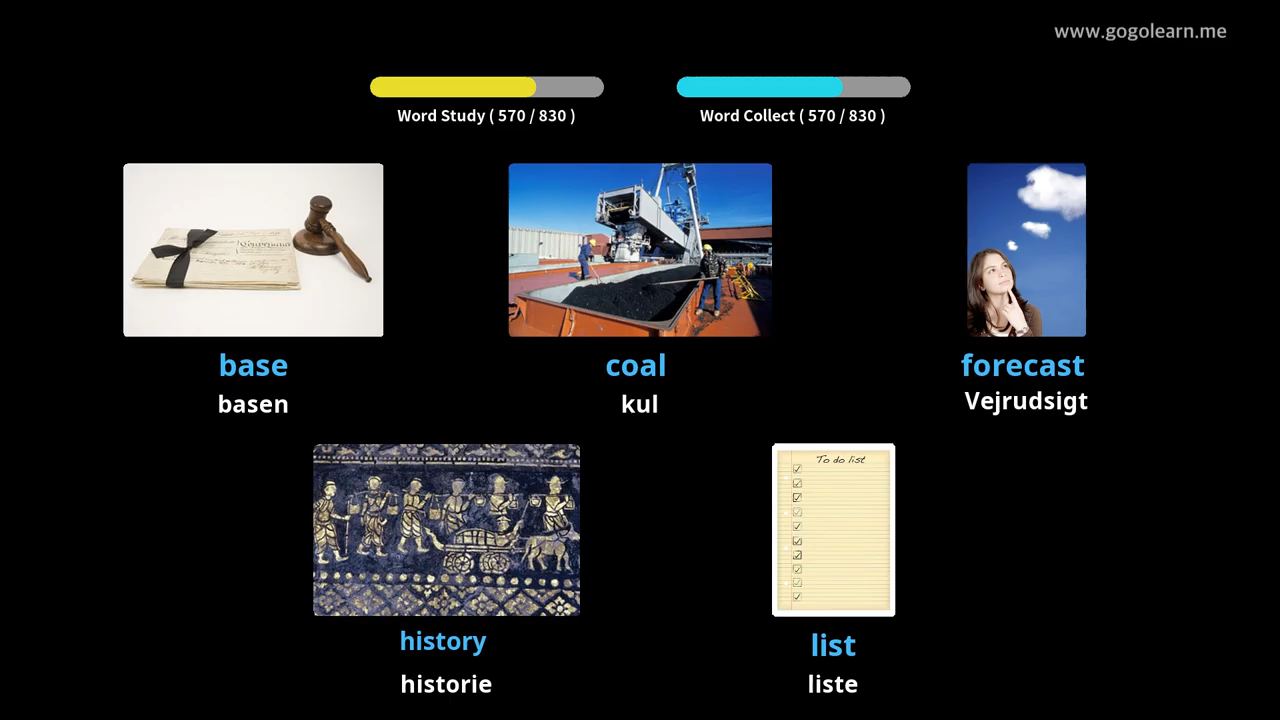 www.gogolearn.me
Word Study ( 570 / 830 )
Word Collect ( 570 / 830 )
base
basen
coal
kul
forecast
Vejrudsigt
To do list
history
historie
list
liste